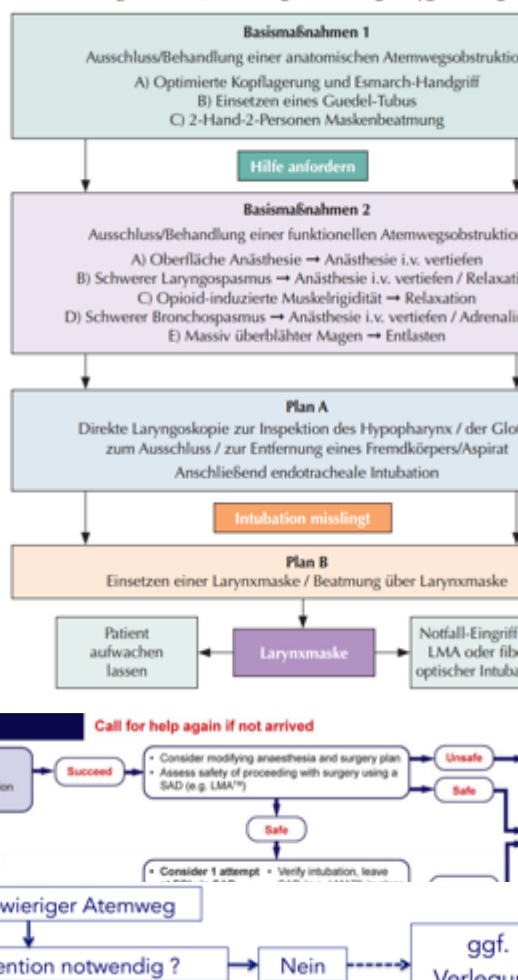 Basismaßnahmen 1
Ausschluss/Behandlung einer anatomischen Atemwegsobstruktio
A) Optimierte Kopflagerung und Esmarch-Handgriff
B) Einsetzen eines Guedel-Tubus
C) 2-Hand-2-Personen Maskenbeatmung
Hilfe anfordern
Basismaßnahmen 2
Ausschluss/Behandlung einer funktionellen Atemwegsobstruktio
A) Oberfläche Anästhesie → Anästhesie i.v. vertiefen
B) Schwerer Laryngospasmus → Anästhesie i.v. vertiefen / Relaxati
C) Opioid-induzierte Muskelrigidität → Relaxation
D) Schwerer Bronchospasmus → Anästhesie i.v. vertiefen / Adrenali
E) Massiv überblähter Magen → Entlasten
Plan A
Direkte Laryngoskopie zur Inspektion des Hypopharynx / der Glot
zum Ausschluss / zur Entfernung eines Fremdkörpers/Aspirat
Anschließend endotracheale Intubation
Intubation misslingt
Plan B
Einsetzen einer Larynxmaske / Beatmung über Larynxmaske
Patient
aufwachen
lassen
Larynxmaske
Notfall-Eingriff
LMA oder fibe
optischer Intuba
Call for help again if not arrived
ion
Succeed
• Consider modifying anaesthesia and surgery plan
• Assess safety of proceeding with surgery using a
SAD (e.g. LMA™)
Unsafe
Safe
Safe
• Consider 1 attempt • Verify intubation, leave
wieriger Atemweg
ention notwendig ?
Nein
ggf.
Verlegu